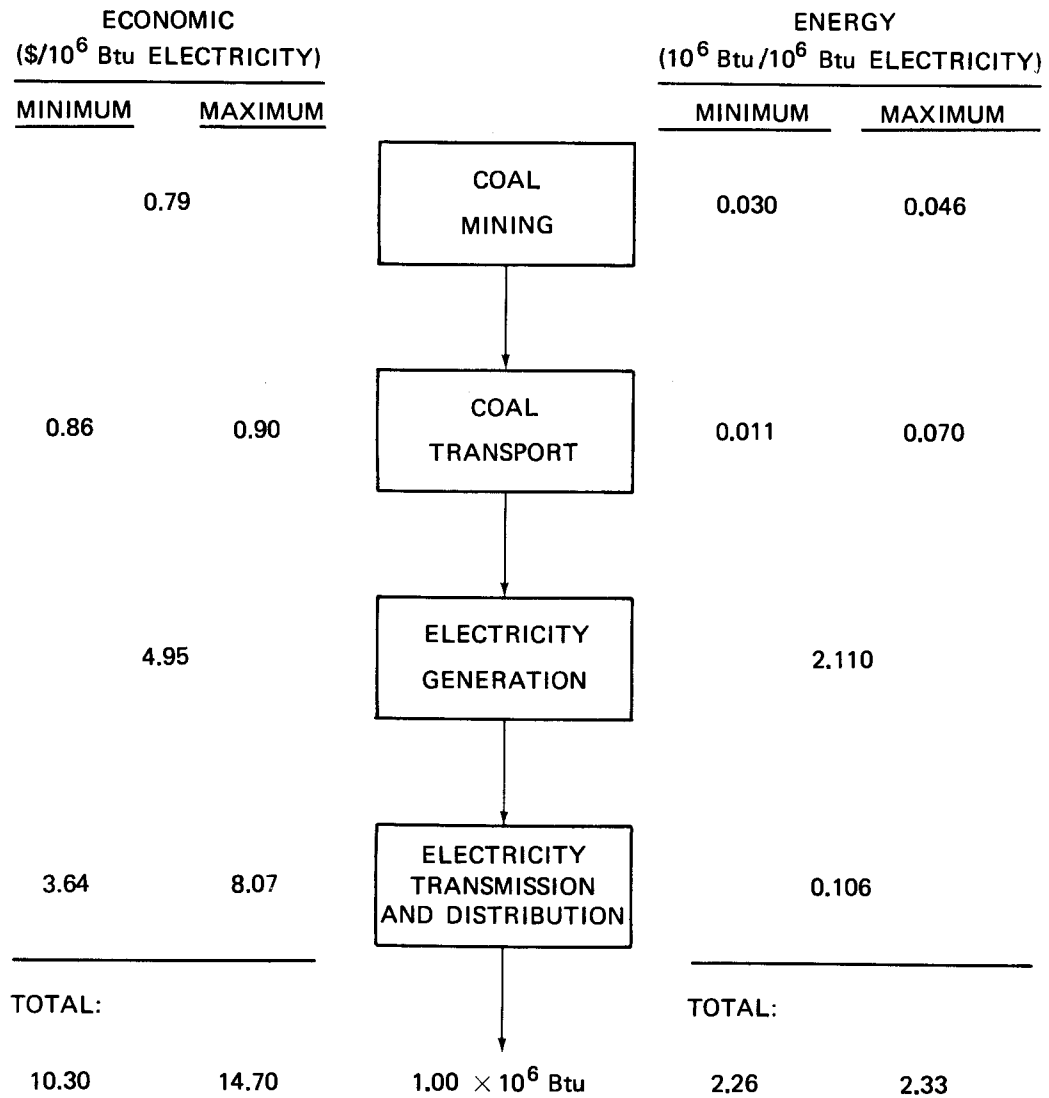 ECONOMIC
($/10⁶ Btu ELECTRICITY)
MINIMUM MAXIMUM
ENERGY
(10⁶ Btu/10⁶ Btu ELECTRICITY)
MINIMUM MAXIMUM
0.79
COAL
MINING
0.030 0.046
0.86 0.90
COAL
TRANSPORT
0.011 0.070
4.95
ELECTRICITY
GENERATION
2.110
3.64 8.07
ELECTRICITY
TRANSMISSION
AND DISTRIBUTION
0.106
TOTAL:
10.30 14.70
1.00 × 10⁶ Btu
TOTAL:
2.26 2.33